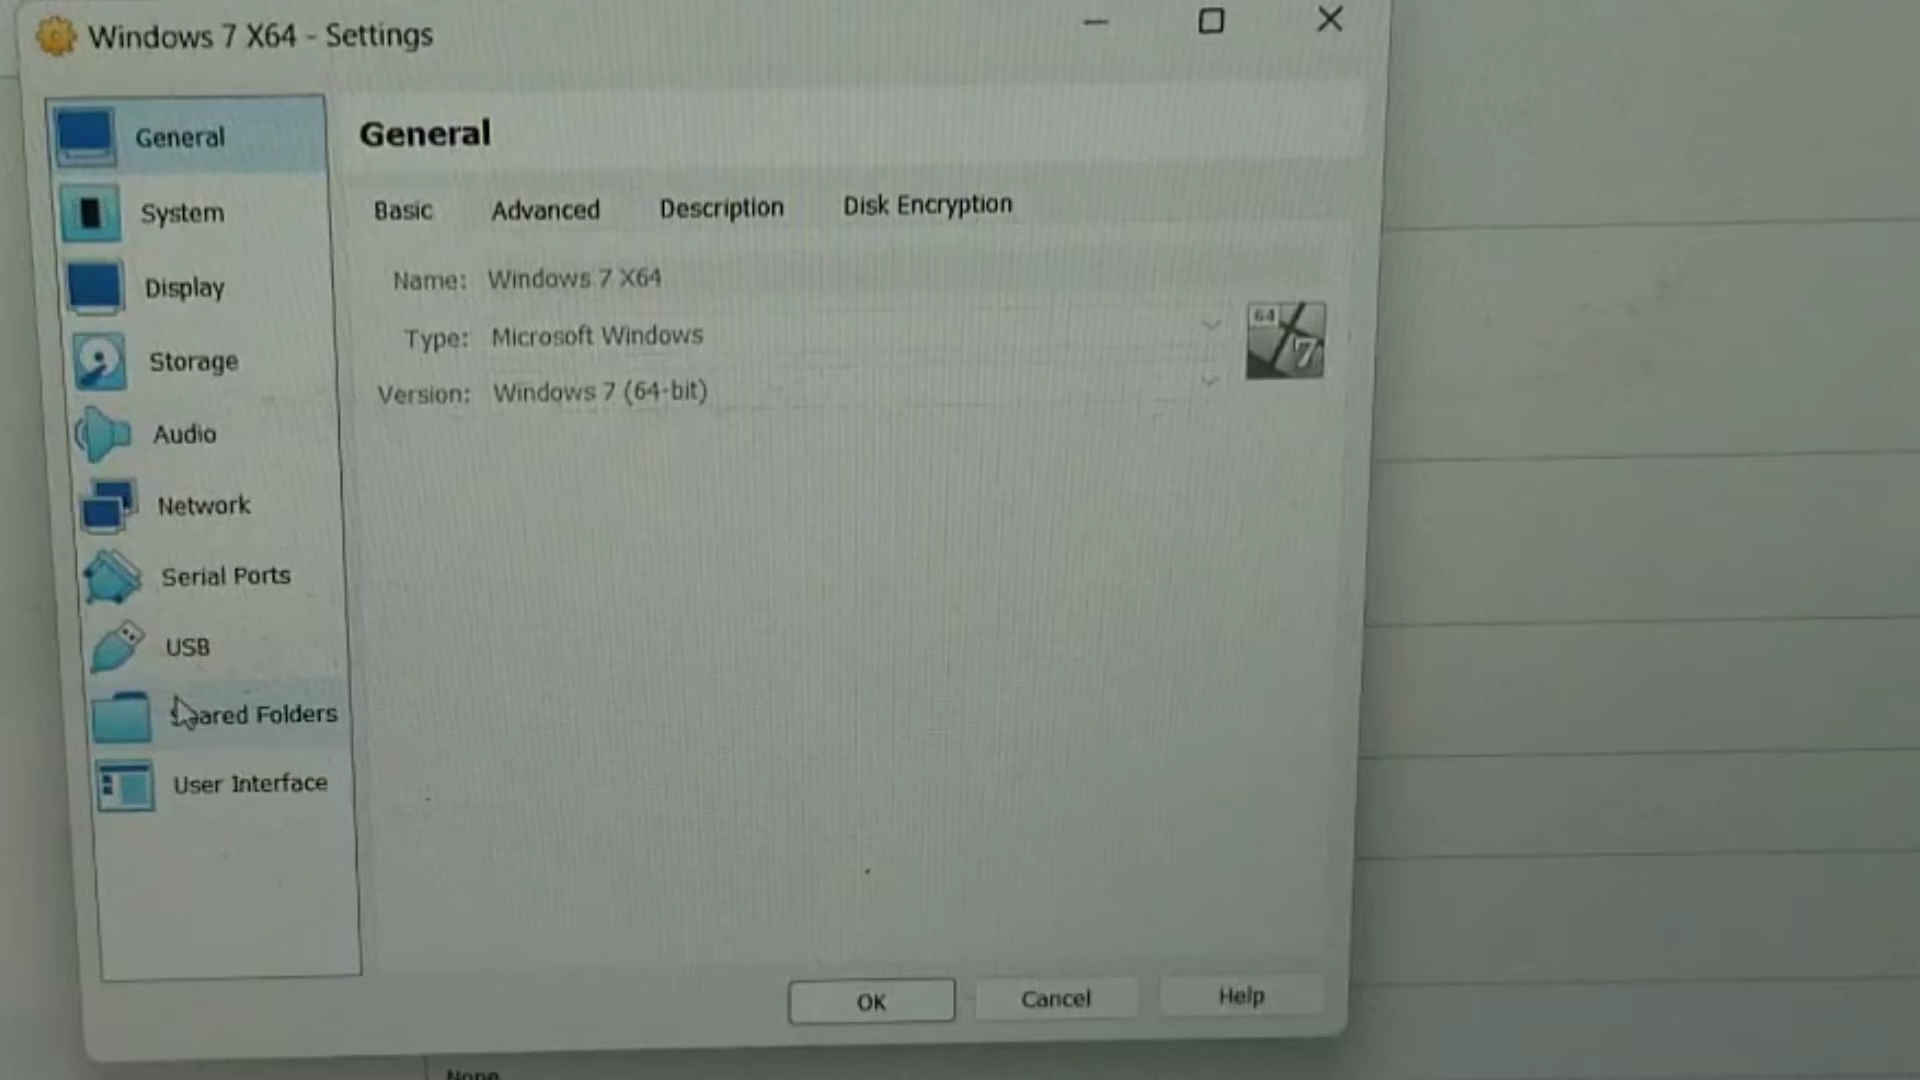 Windows 7 X64 - Settings
General
System
Display
Storage
Audio
Network
Serial Ports
USB
Shared Folders
User Interface
General
Basic Advanced Description Disk Encryption
Name: Windows 7 X64
Type: Microsoft Windows
Version: Windows 7 (64-bit)
64
7
OK Cancel Help
None